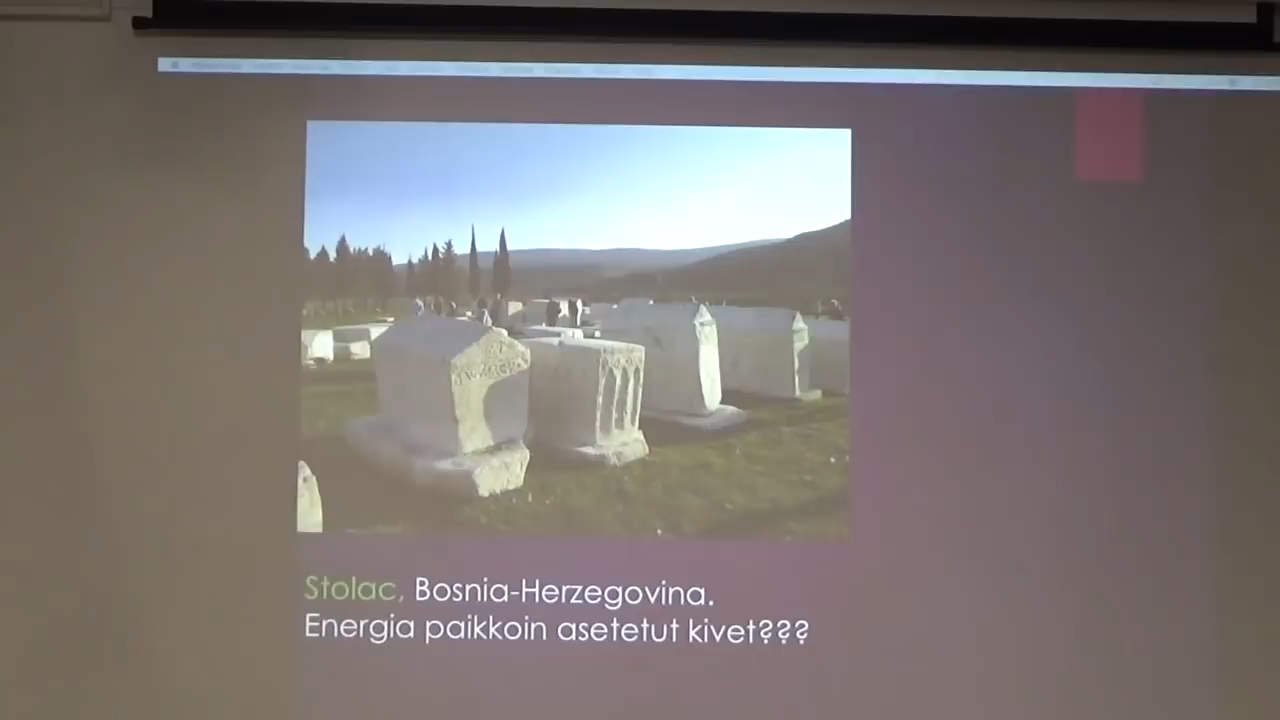 Stolac, Bosnia-Herzegovina.
Energia paikkoin asetetut kivet???